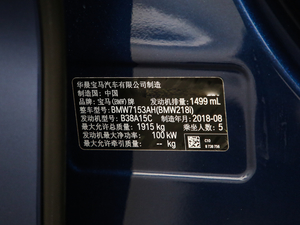 华晨宝马汽车有限公司制造
制造国：中国
品牌：宝马(BMW)牌 发动机排量：1499 mL
整车型号：BMW7153AH(BMW218i)
发动机型号：B38A15C 制造年月：2018-08
最大允许总质量：1915 kg 乘坐人数：5
发动机最大净功率：100 kW
最大允许牵引质量：-- kg